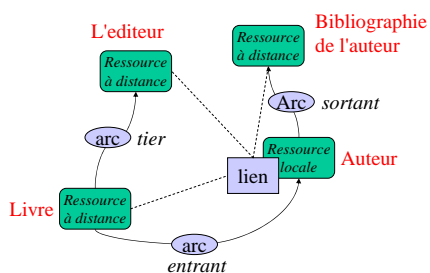 L'editeur
Bibliographie
de l'auteur
Ressource
à distance
Ressource
à distance
arc
tier
Arc
sortant
Ressource
locale
Auteur
lien
Livre
Ressource
à distance
arc
entrant